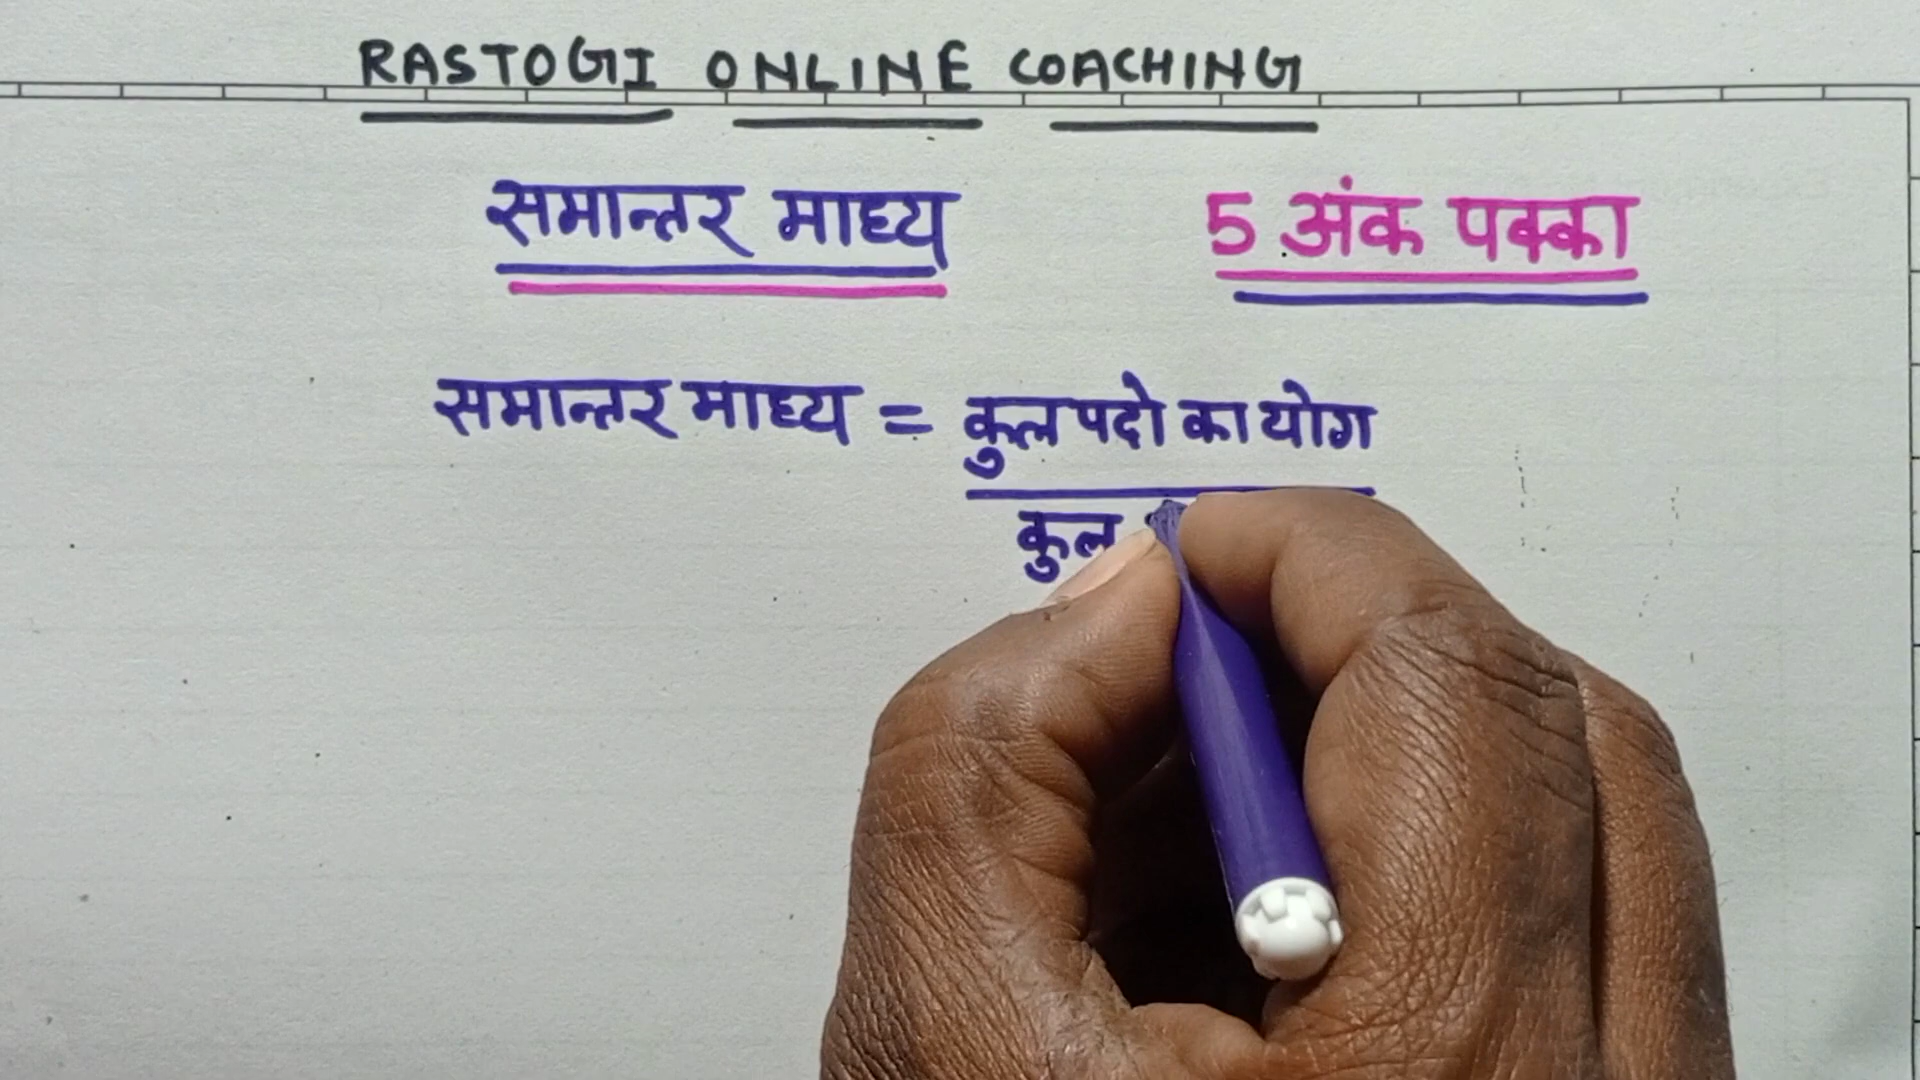 RASTOGI ONLINE COACHING
समान्तर माध्य 5 अंक पक्का
समान्तर माध्य = कुल पदो का योग
कुल